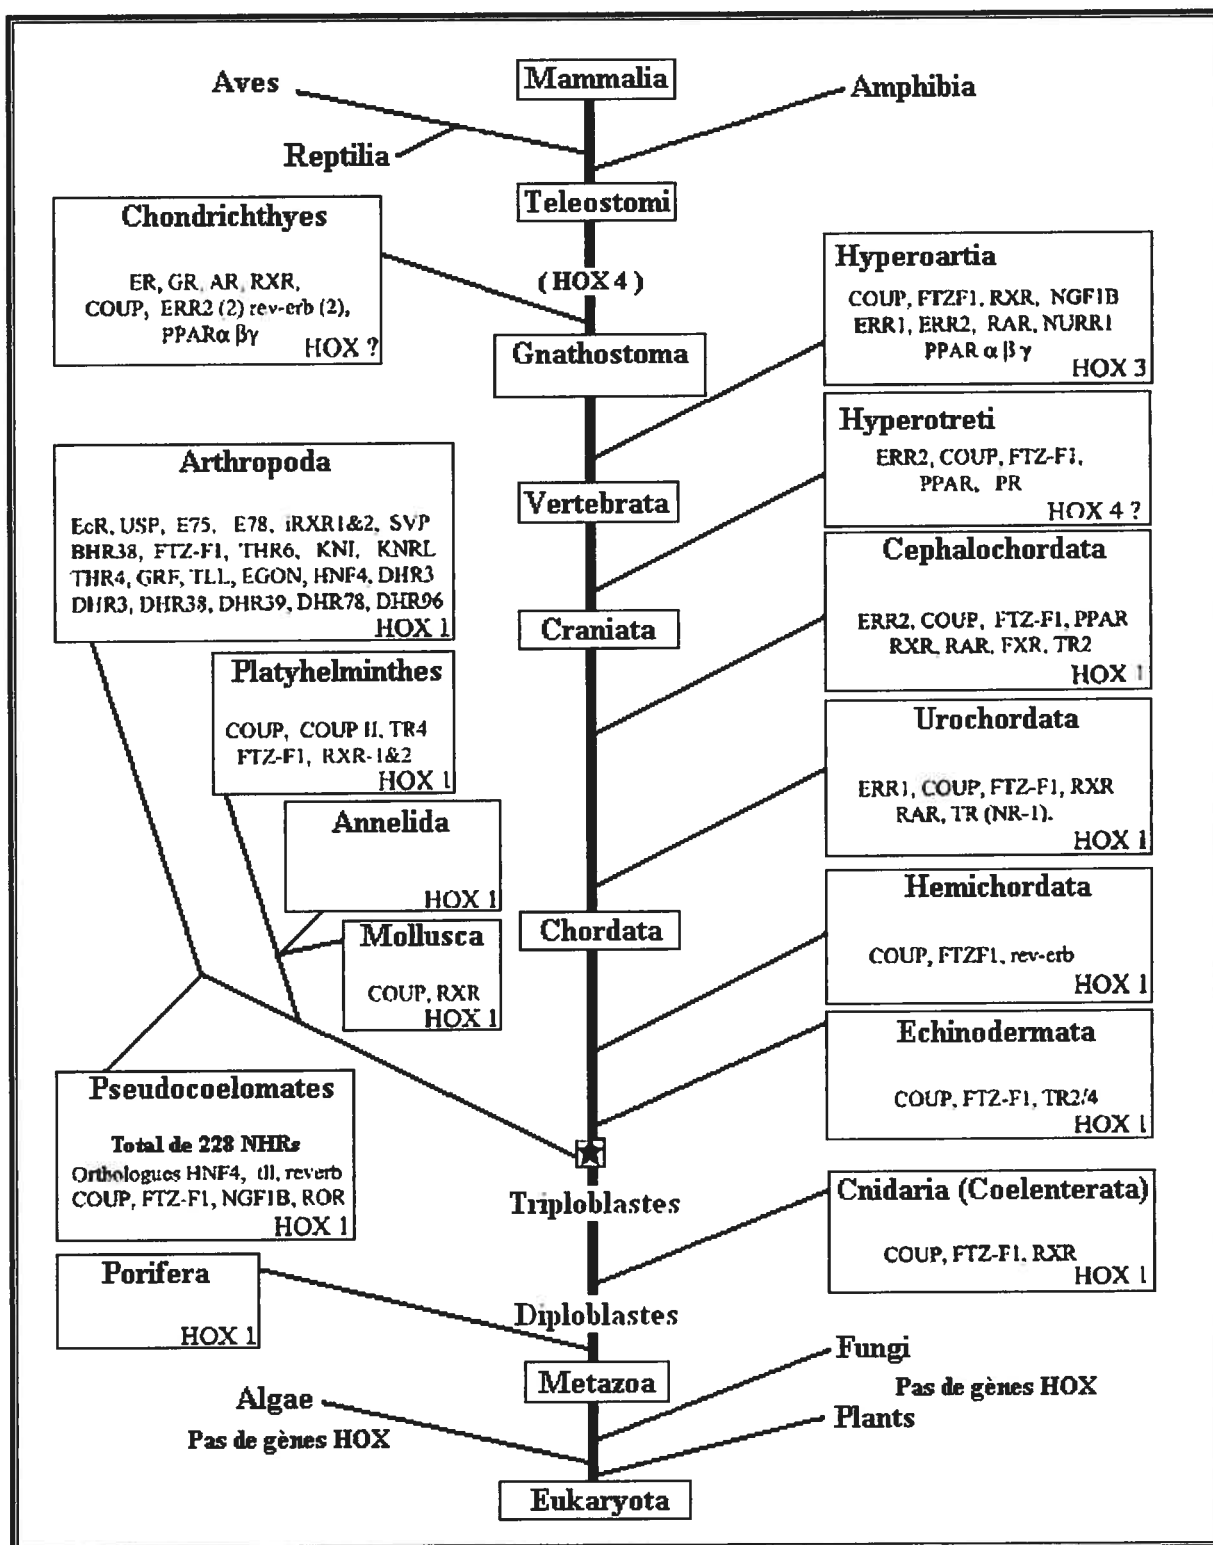 Mammalia
Aves
Amphibia
Reptilia
Teleostomi
Chondrichthyes
ER, GR, AR, RXR,
COUP, ERR2 (2) rev-erb (2),
PPARα βγ
HOX ?
(HOX 4)
Hyperoartia
COUP, FTZF1, RXR, NGF1B
ERR1, ERR2, RAR, NURR1
PPAR α β γ
HOX 3
Gnathostoma
Hyperotreti
ERR2, COUP, FTZ-F1,
PPAR, PR
HOX 4 ?
Arthropoda
EcR, USP, E75, E78, iRXR1&2, SVP
BHR38, FTZ-F1, THR6, KNI, KNRL
THR4, GRF, TLL, EGON, HNF4, DHR3
DHR3, DHR38, DHR39, DHR78, DHR96
HOX 1
Vertebrata
Cephalochordata
ERR2, COUP, FTZ-F1, PPAR
RXR, RAR, FXR, TR2
HOX 1
Craniata
Platyhelminthes
COUP, COUP II, TR4
FTZ-F1, RXR-1&2
HOX 1
Urochordata
ERR1, COUP, FTZ-F1, RXR
RAR, TR (NR-1).
HOX 1
Annelida
HOX 1
Hemichordata
COUP, FTZF1, rev-erb
HOX 1
Chordata
Mollusca
COUP, RXR
HOX 1
Echinodermata
COUP, FTZ-F1, TR2/4
HOX 1
Pseudocoelomates
Total de 228 NHRs
Orthologues HNF4, tll, reverb
COUP, FTZ-F1, NGF1B, ROR
HOX 1
Triploblastes
Cnidaria (Coelenterata)
COUP, FTZ-F1, RXR
HOX 1
Porifera
HOX 1
Diploblastes
Fungi
Pas de gènes HOX
Plants
Metazoa
Algae
Pas de gènes HOX
Eukaryota